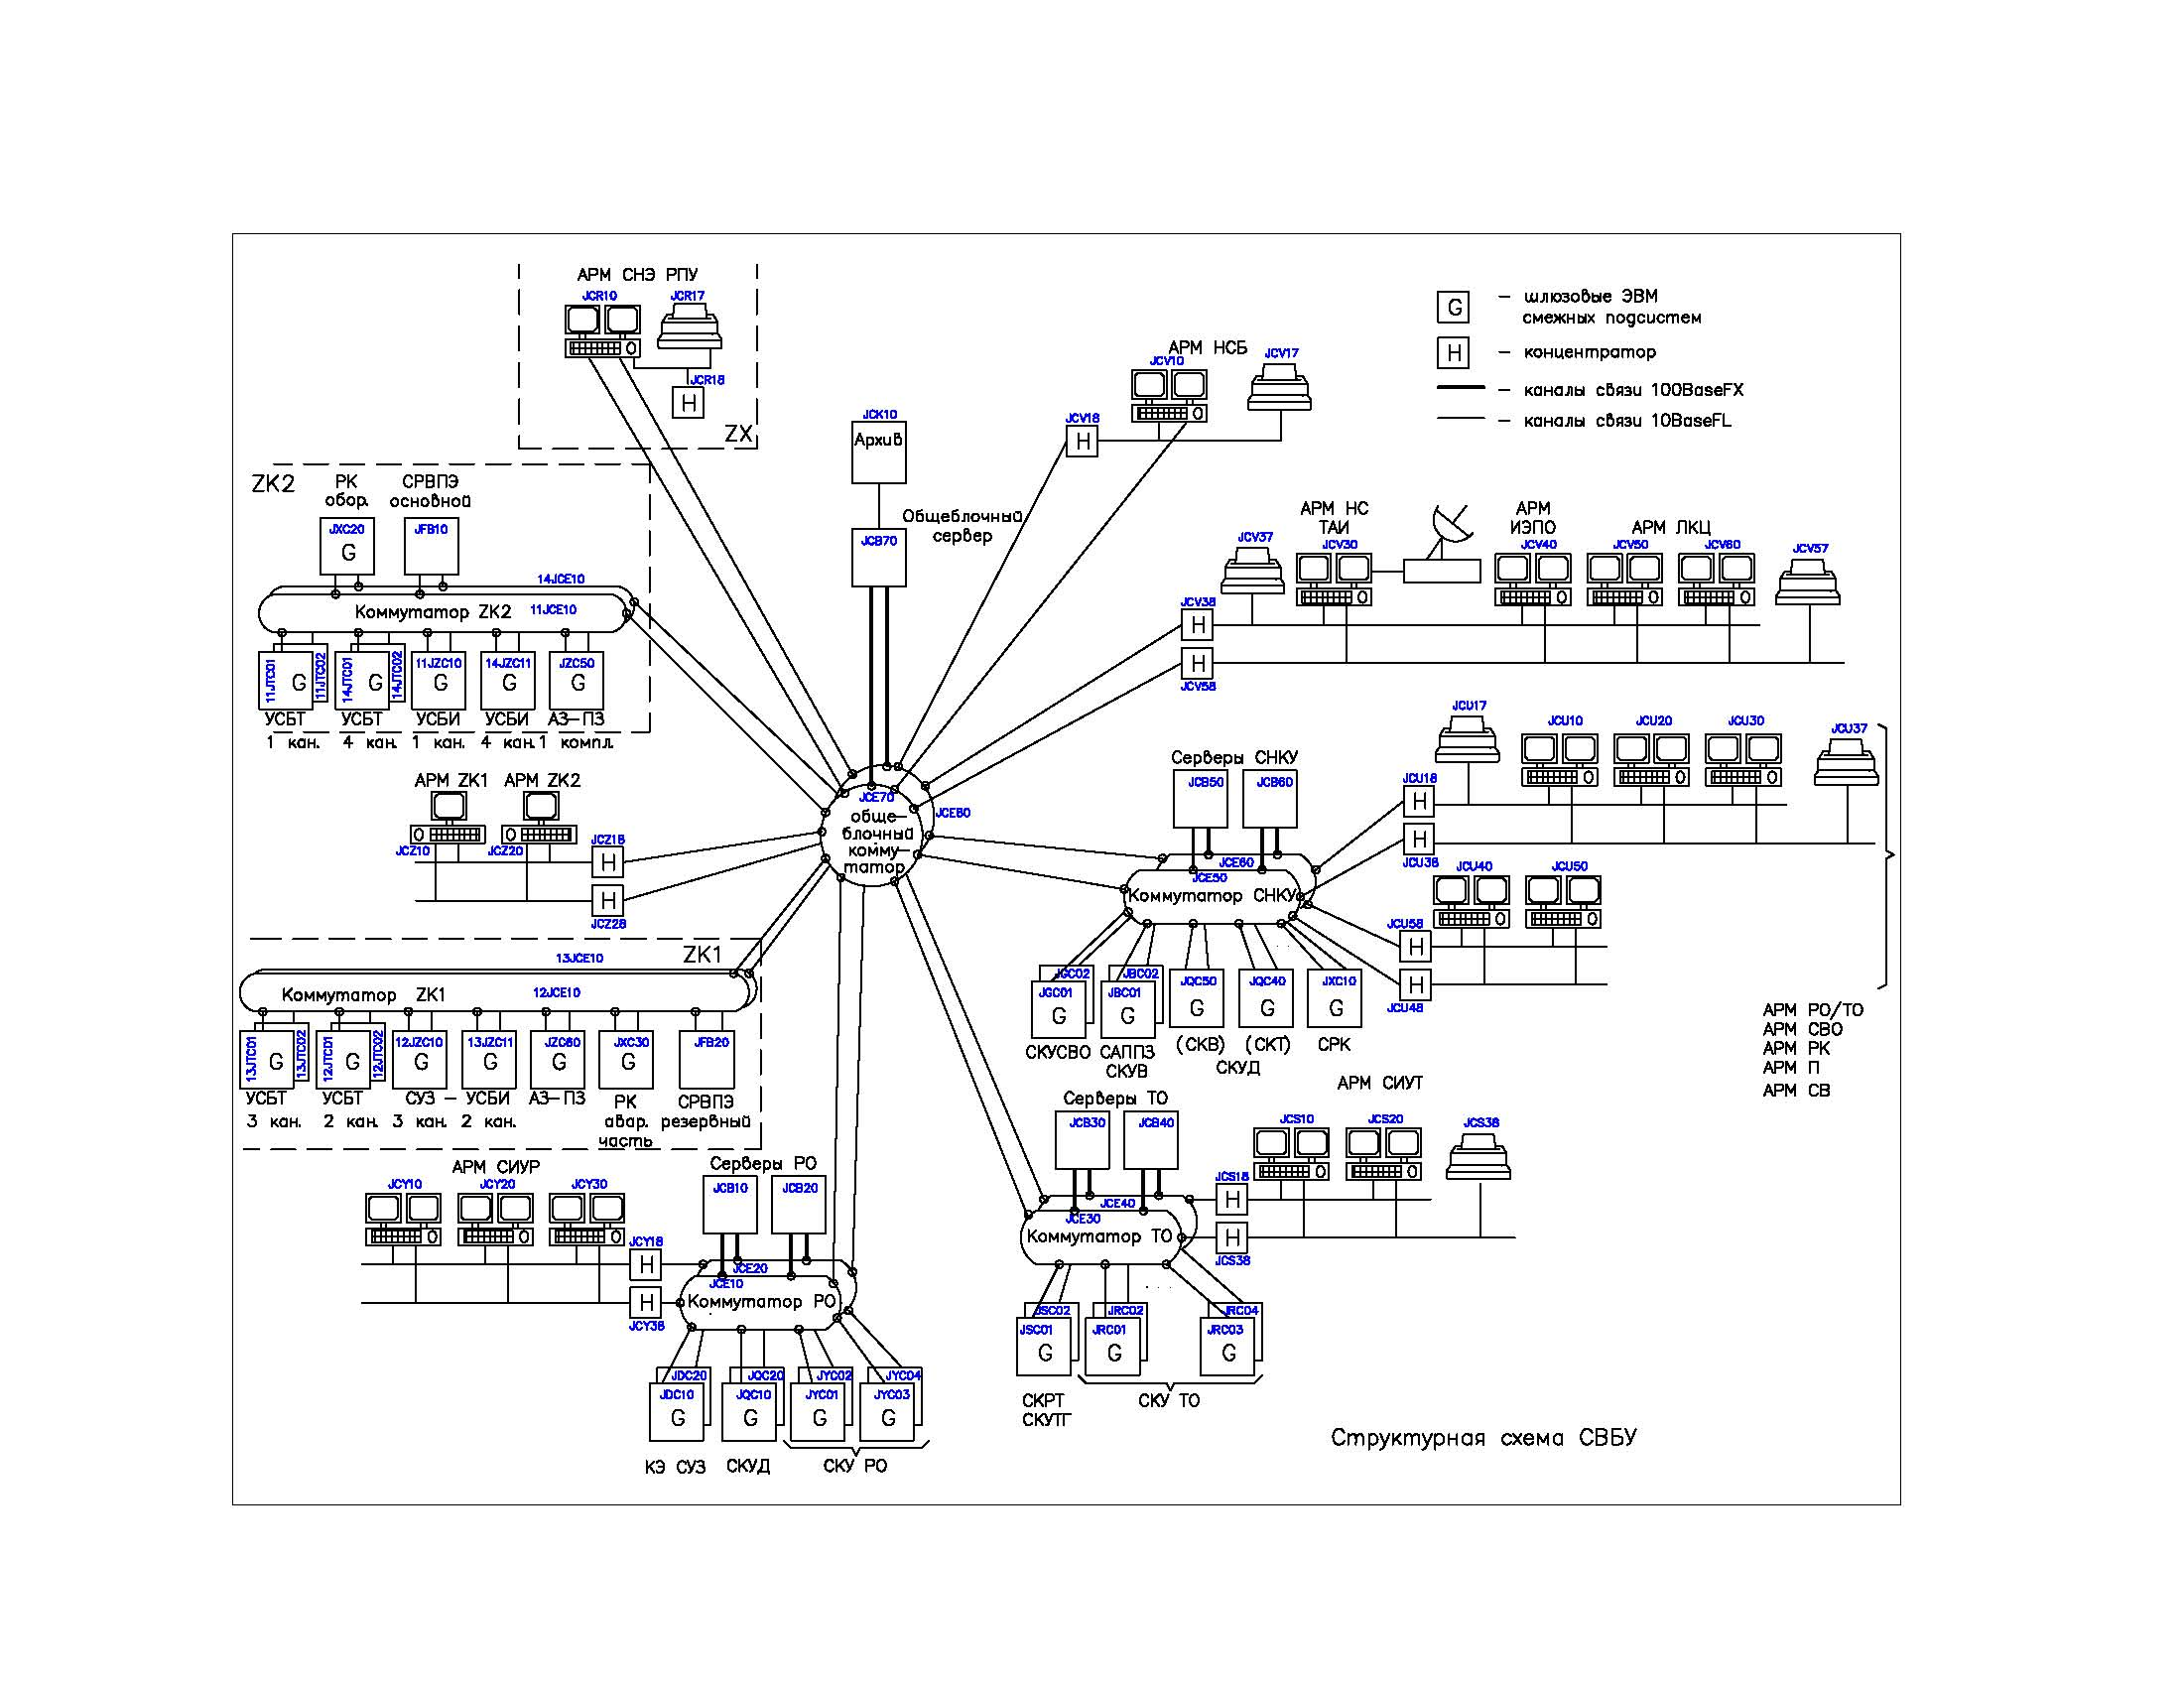 АРМ СНЭ РПУ
JCR10
JCR17
JCR18
H
ZX
G
– шлюзовые ЭВМ
смежных подсистем
H
– концентратор
– каналы связи 100BaseFX
– каналы связи 10BaseFL
АРМ НСБ
JCV10
JCV17
JCV18
H
JCK10
Архив
Общеблочный
сервер
JCB70
ZK2
РК
обор.
СРВПЭ
основной
JXC20
G
JFB10
14JCE10
Коммутатор ZK2
11JCE10
11JTC01
G
11JTC02
14JTC01
G
14JTC02
11JZC10
G
14JZC11
G
JZC50
G
УСБТ
УСБТ
УСБИ
УСБИ
АЗ–ПЗ
1 кан.
4 кан.
1 кан.
4 кан.
1 компл.
АРМ НС
ТАИ
АРМ
ИЭПО
АРМ ЛКЦ
JCV37
JCV30
JCV40
JCV50
JCV60
JCV57
JCV38
H
H
JCV58
АРМ ZK1
АРМ ZK2
JCZ10
JCZ20
JCZ18
H
H
JCZ28
JCE70
JCE80
обще–
блочный
комму–
татор
Серверы СНКУ
JCB50
JCB60
JCE60
JCE50
Коммутатор СНКУ
JCU17
JCU10
JCU20
JCU30
JCU37
JCU18
H
H
JCU38
JCU40
JCU50
JCU58
H
H
JCU48
JGC02
JGC01
G
JBC02
JBC01
G
JQC50
G
JQC40
G
JXC10
G
СКУСВО
САППЗ
СКУВ
(СКВ)
(СКТ)
СКУД
СРК
АРМ РО/ТО
АРМ СВО
АРМ РК
АРМ П
АРМ СВ
ZK1
13JCE10
Коммутатор ZK1
12JCE10
13JTC01
G
13JTC02
12JTC01
G
12JTC02
12JZC10
G
13JZC11
G
JZC60
G
JXC30
G
JFB20
УСБТ
УСБТ
СУЗ – УСБИ
АЗ–ПЗ
РК
СРВПЭ
3 кан.
2 кан.
3 кан.
2 кан.
авар.
резервный
часть
АРМ СИУТ
Серверы ТО
JCB30
JCB40
JCE40
JCE30
Коммутатор ТО
JCS10
JCS20
JCS38
JCS18
H
H
JCS38
JSC02
JSC01
G
JRC02
JRC01
G
JRC04
JRC03
G
СКРТ
СКУТГ
СКУ ТО
АРМ СИУР
JCY10
JCY20
JCY30
Серверы РО
JCB10
JCB20
JCY18
H
H
JCY38
JCE20
JCE10
Коммутатор РО
JDC20
JDC10
G
JQC20
JQC10
G
JYC02
JYC01
G
JYC04
JYC03
G
КЭ СУЗ
СКУД
СКУ РО
Структурная схема СВБУ